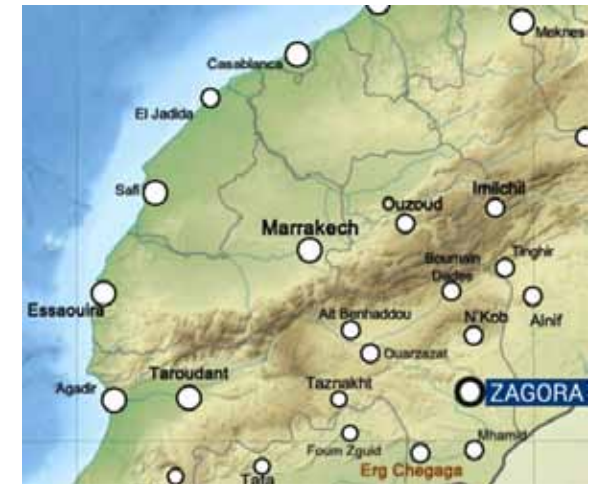 Meknes
Casablanca
El Jadida
Safi
Imilchil
Ouzoud
Marrakech
Tinghir
Boumain
Dades
Essaouira
Ait Benhaddou
N'Kob
Alnif
Ouarzazat
Taroudant
Agadir
Taznakht
ZAGORA
Mhamid
Foum Zguid
Erg Chegaga
Tata